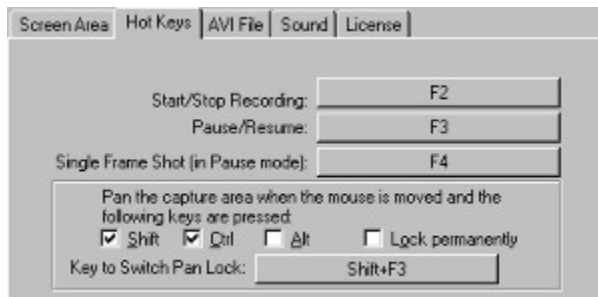 Screen Area Hot Keys AVI File Sound License
Start/Stop Recording: F2
Pause/Resume: F3
Single Frame Shot (in Pause mode): F4
Pan the capture area when the mouse is moved and the
following keys are pressed:
Shift Ctrl Alt Lock permanently
Key to Switch Pan Lock: Shift+F3